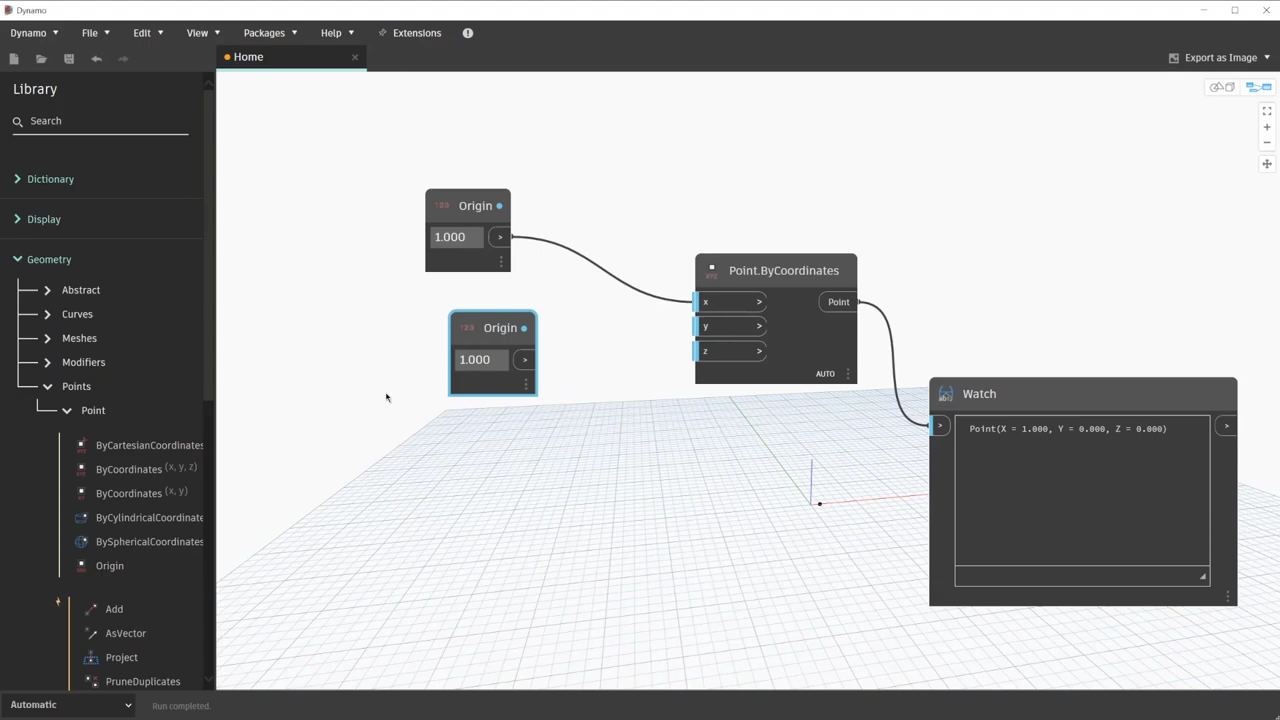 Dynamo
Dynamo File Edit View Packages Help Extensions
Home
Export as Image
Library
Search
Dictionary
Display
Geometry
Abstract
Curves
Meshes
Modifiers
Points
Point
ByCartesianCoordinates
ByCoordinates (x, y, z)
ByCoordinates (x, y)
ByCylindricalCoordinate
BySphericalCoordinates
Origin
Add
AsVector
Project
PruneDuplicates
123 Origin
1.000 >
123 Origin
1.000 >
Point.ByCoordinates
x > Point
y >
z >
AUTO
Watch
> Point(X = 1.000, Y = 0.000, Z = 0.000) >
Automatic
Run completed.